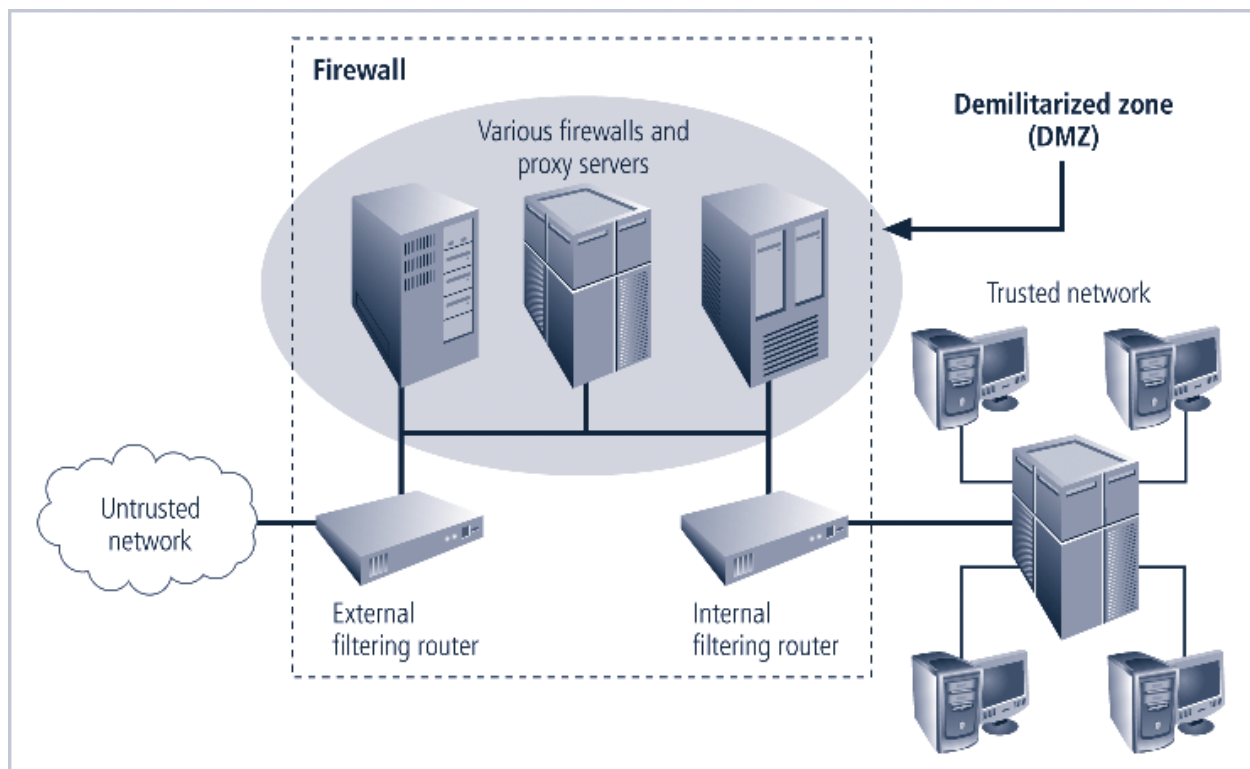 Firewall
Various firewalls and
proxy servers
Demilitarized zone
(DMZ)
Trusted network
Untrusted
network
External
filtering router
Internal
filtering router